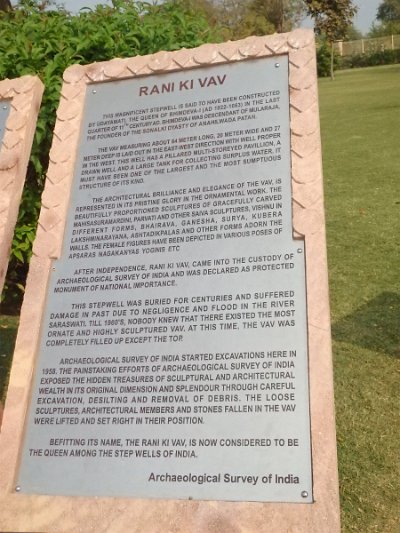 RANI KI VAV
THIS MAGNIFICENT STEPWELL IS SAID TO HAVE BEEN CONSTRUCTED
BY UDAYAMATI, THE QUEEN OF BHIMDEVA-I (AD 1022-1063) IN THE LAST
QUARTER OF 11TH CENTURY AD. BHIMDEVA-I WAS DESCENDANT OF MULARAJA,
THE FOUNDER OF THE SONALKI DYASTY OF ANAHILWADA PATAN.
THE VAV MEASURING ABOUT 64 METER LONG, 20 METER WIDE AND 27
METER DEEP IS LAID OUT IN THE EAST-WEST DIRECTION WITH WELL PROPER
IN THE WEST. THIS WELL HAS A PILLARED MULTI-STOREYED PAVILLION, A
DRAWN WELL AND A LARGE TANK FOR COLLECTING SURPLUS WATER. IT
MUST HAVE BEEN ONE OF THE LARGEST AND THE MOST SUMPTUOUS
STRUCTURE OF ITS KIND.
THE ARCHITECTURAL BRILLIANCE AND ELEGANCE OF THE VAV, IS
REPRESENTED IN ITS PRISTINE GLORY IN THE ORNAMENTAL WORK. THE
BEAUTIFULLY PROPORTIONED SCULPTURES OF GRACEFULLY CARVED
MAHISASURAMARDINI, PARVATI AND OTHER SAIVA SCULPTURES, VISHNU IN
DIFFERENT FORMS, BHAIRAVA, GANESHA, SURYA, KUBERA
LAKSHMINARAYANA, ASHTADIKPALAS AND OTHER FORMS ADORN THE
WALLS. THE FEMALE FIGURES HAVE BEEN DEPICTED IN VARIOUS POSES OF
APSARAS NAGAKANYAS YOGINIS ETC
AFTER INDEPENDENCE, RANI KI VAV, CAME INTO THE CUSTODY OF
ARCHAEOLOGICAL SURVEY OF INDIA AND WAS DECLARED AS PROTECTED
MONUMENT OF NATIONAL IMPORTANCE.
THIS STEPWELL WAS BURIED FOR CENTURIES AND SUFFERED
DAMAGE IN PAST DUE TO NEGLIGENCE AND FLOOD IN THE RIVER
SARASWATI. TILL 1960'S, NOBODY KNEW THAT THERE EXISTED THE MOST
ORNATE AND HIGHLY SCULPTURED VAV. AT THIS TIME, THE VAV WAS
COMPLETELY FILLED UP EXCEPT THE TOP.
ARCHAEOLOGICAL SURVEY OF INDIA STARTED EXCAVATIONS HERE IN
1958. THE PAINSTAKING EFFORTS OF ARCHAEOLOGICAL SURVEY OF INDIA
EXPOSED THE HIDDEN TREASURES OF SCULPTURAL AND ARCHITECTURAL
WEALTH IN ITS ORIGINAL DIMENSION AND SPLENDOUR THROUGH CAREFUL
EXCAVATION, DESILTING AND REMOVAL OF DEBRIS. THE LOOSE
SCULPTURES, ARCHITECTURAL MEMBERS AND STONES FALLEN IN THE VAV
WERE LIFTED AND SET RIGHT IN THEIR POSITION.
BEFITTING ITS NAME, THE RANI KI VAV, IS NOW CONSIDERED TO BE
THE QUEEN AMONG THE STEP WELLS OF INDIA.
Archaeological Survey of India